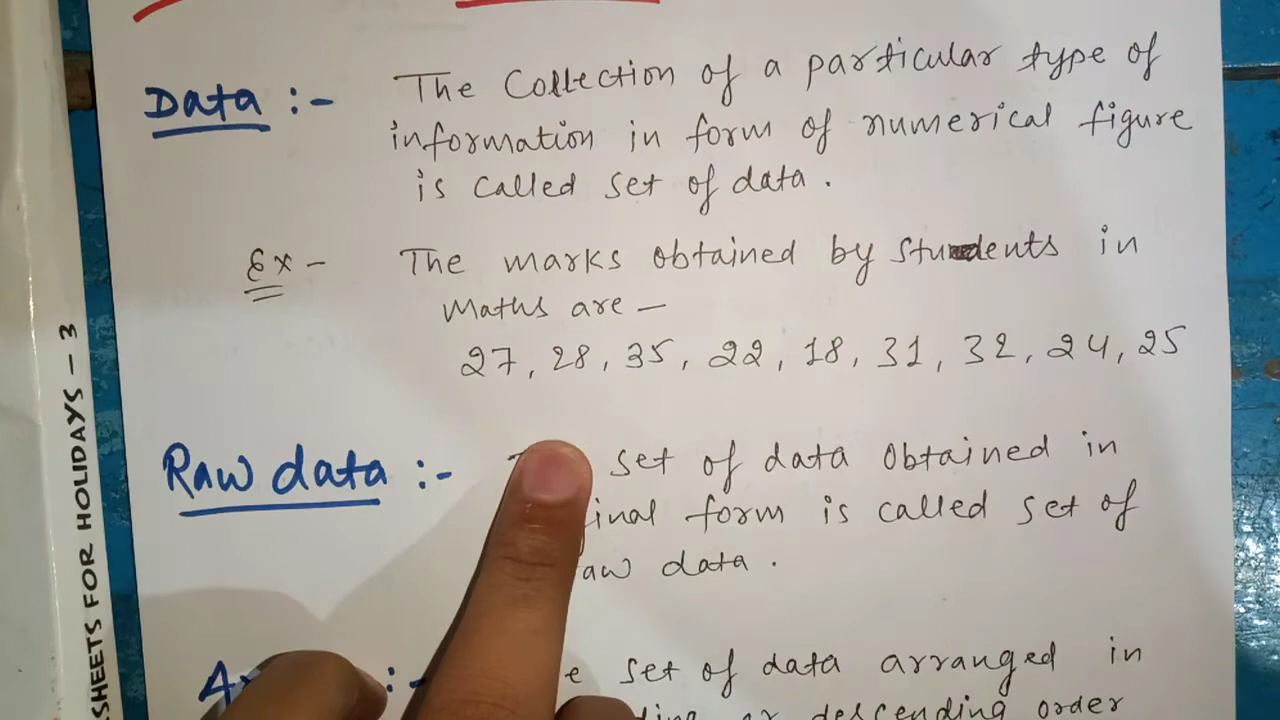 Data :- The Collection of a particular type of
information in form of numerical figure
is called set of data.
Ex - The marks obtained by students in
Maths are -
27, 28, 35, 22, 18, 31, 32, 24, 25
Raw data :- set of data obtained in
form is called set of
data.
set of data arranged in
descending order
SHEETS FOR HOLIDAYS - 3